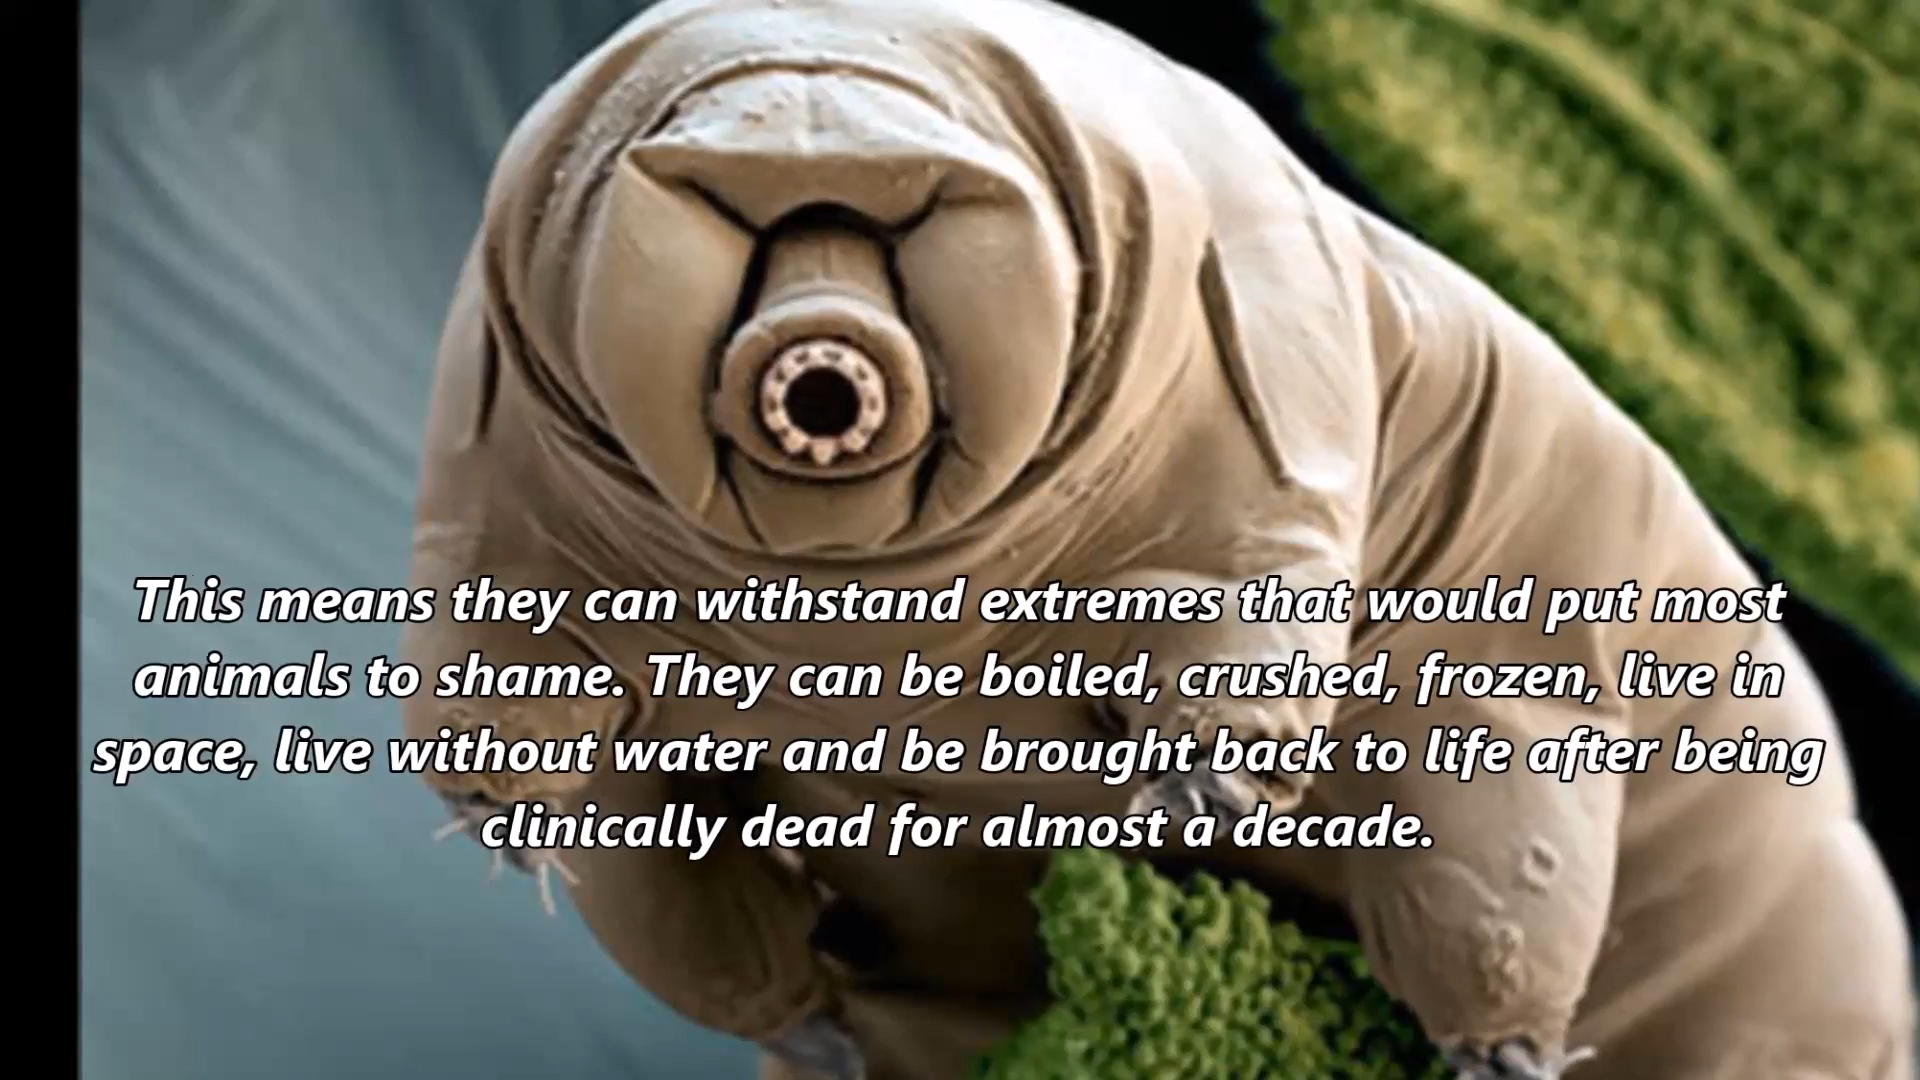 This means they can withstand extremes that would put most
animals to shame. They can be boiled, crushed, frozen, live in
space, live without water and be brought back to life after being
clinically dead for almost a decade.